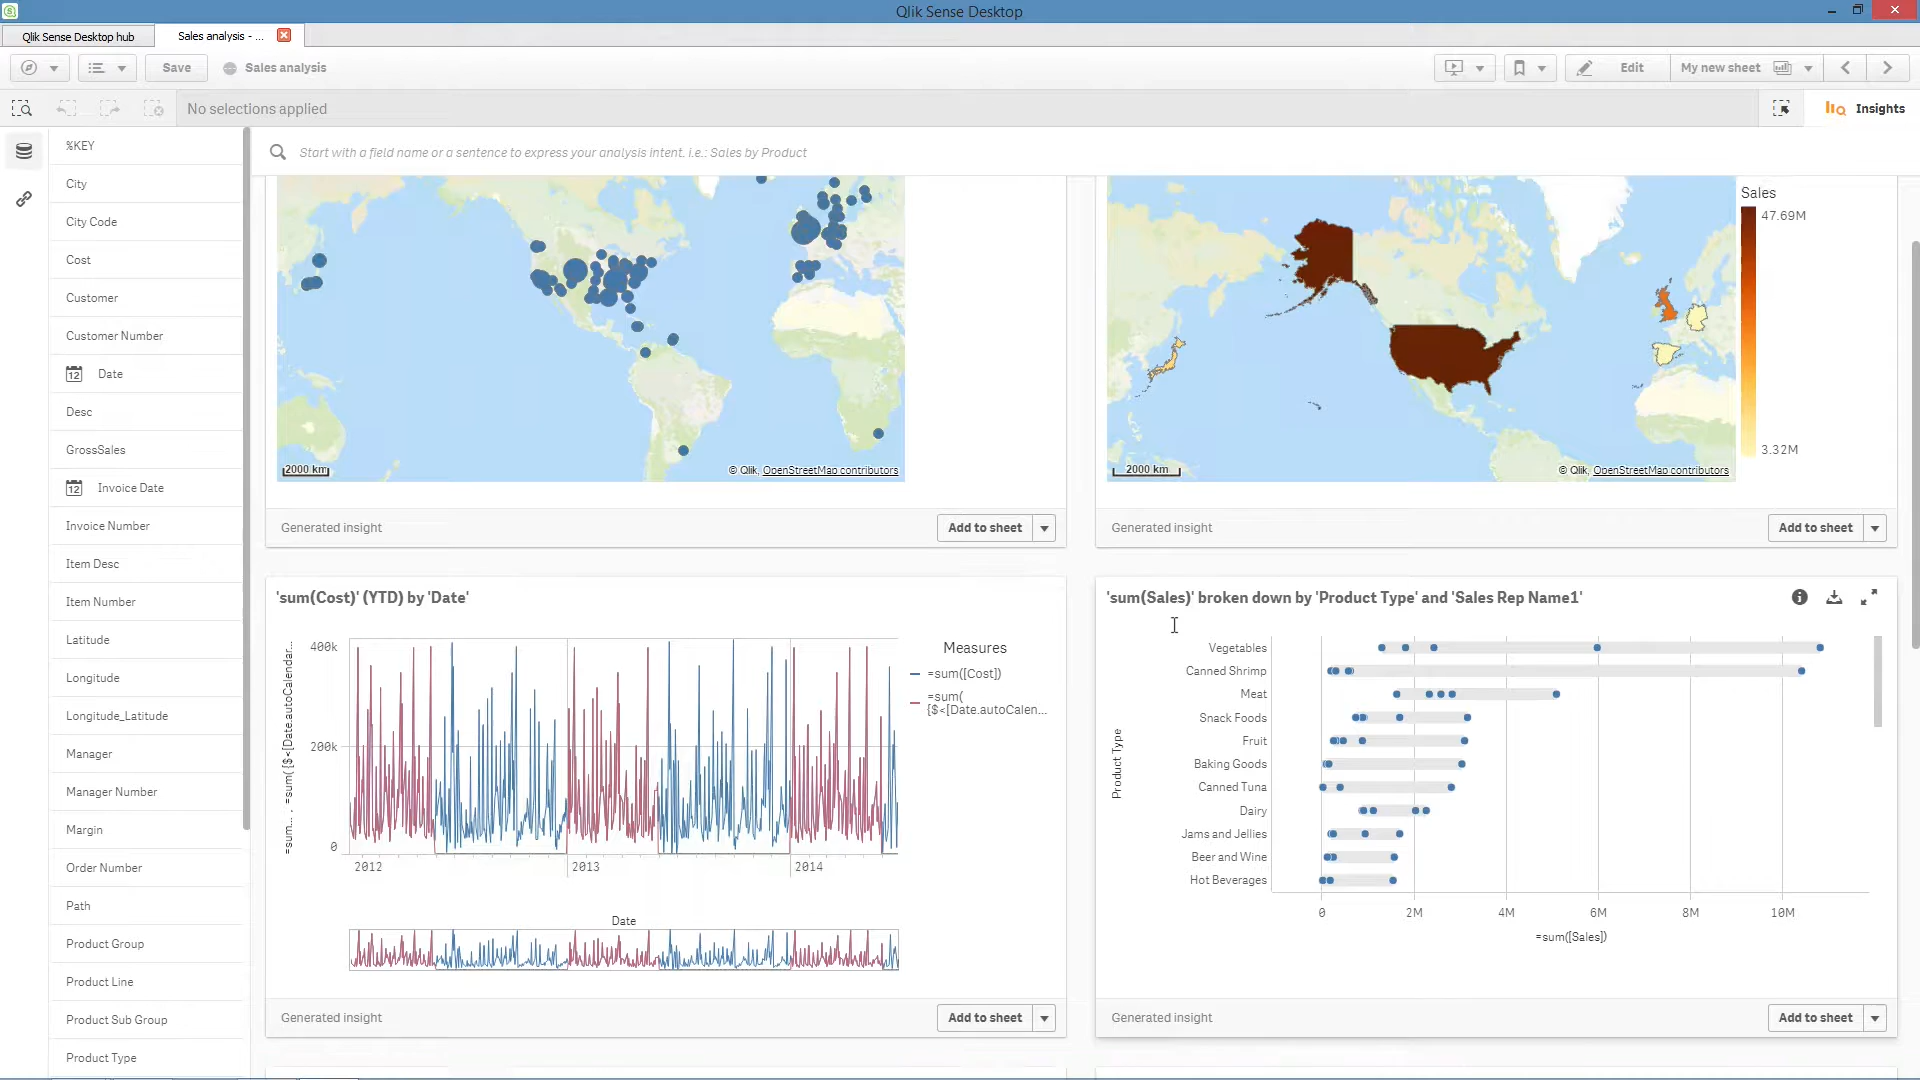 Qlik Sense Desktop
Qlik Sense Desktop hub
Sales analysis - ...
Save
Sales analysis
Edit
My new sheet
No selections applied
Insights
Start with a field name or a sentence to express your analysis intent. i.e.: Sales by Product
%KEY
City
City Code
Cost
Customer
Customer Number
12 Date
Desc
GrossSales
12 Invoice Date
Invoice Number
Item Desc
Item Number
Latitude
Longitude
Longitude_Latitude
Manager
Manager Number
Margin
Order Number
Path
Product Group
Product Line
Product Sub Group
Product Type
2000 km
© Qlik, OpenStreetMap contributors
Generated insight
Add to sheet
Sales
47.69M
3.32M
2000 km
© Qlik, OpenStreetMap contributors
Generated insight
Add to sheet
'sum(Cost)' (YTD) by 'Date'
=sum... , =sum( {$<[Date.autoCalendar...
400k
200k
0
2012
2013
2014
Date
Measures
=sum([Cost])
=sum(
{$<[Date.autoCalen...
Generated insight
Add to sheet
'sum(Sales)' broken down by 'Product Type' and 'Sales Rep Name1'
Product Type
Vegetables
Canned Shrimp
Meat
Snack Foods
Fruit
Baking Goods
Canned Tuna
Dairy
Jams and Jellies
Beer and Wine
Hot Beverages
0
2M
4M
6M
8M
10M
=sum([Sales])
Generated insight
Add to sheet